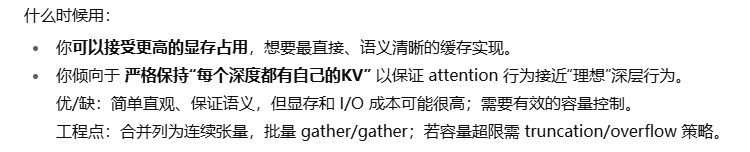 什么时候用：
• 你可以接受更高的显存占用，想要最直接、语义清晰的缓存实现。
• 你倾向于 严格保持“每个深度都有自己的KV” 以保证 attention 行为接近“理想”深层行为。
优/缺：简单直观、保证语义，但显存和 I/O 成本可能很高；需要有效的容量控制。
工程点：合并列为连续张量，批量 gather/gather；若容量超限需 truncation/overflow 策略。